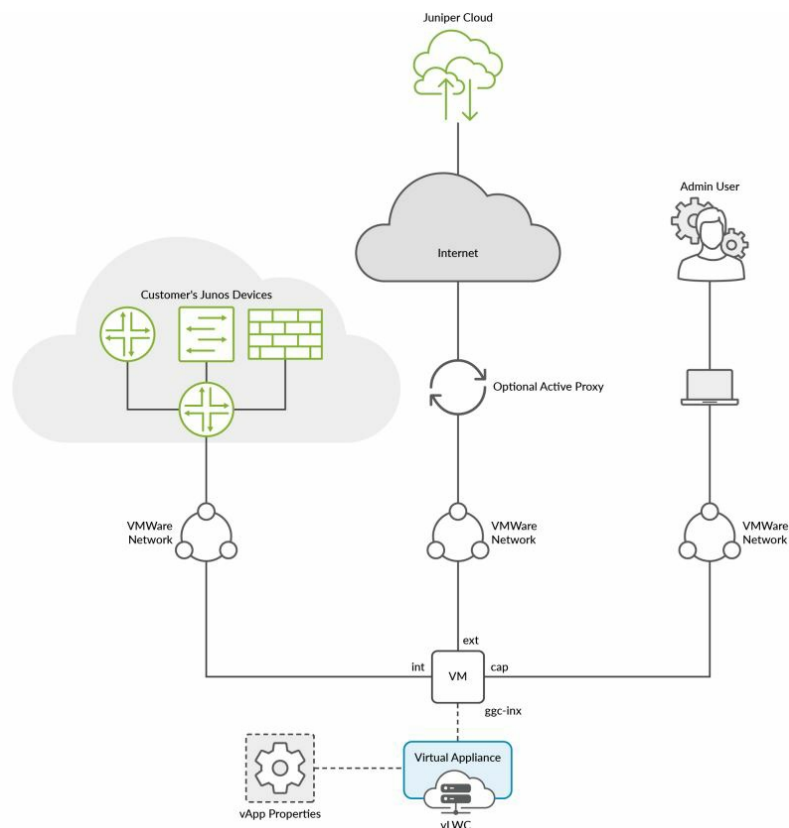 Juniper Cloud
Admin User
Internet
Customer's Junos Devices
Optional Active Proxy
VMWare
Network
VMWare
Network
VMWare
Network
ext
int
VM
cap
ggc-inx
Virtual Appliance
vApp Properties
vLWC